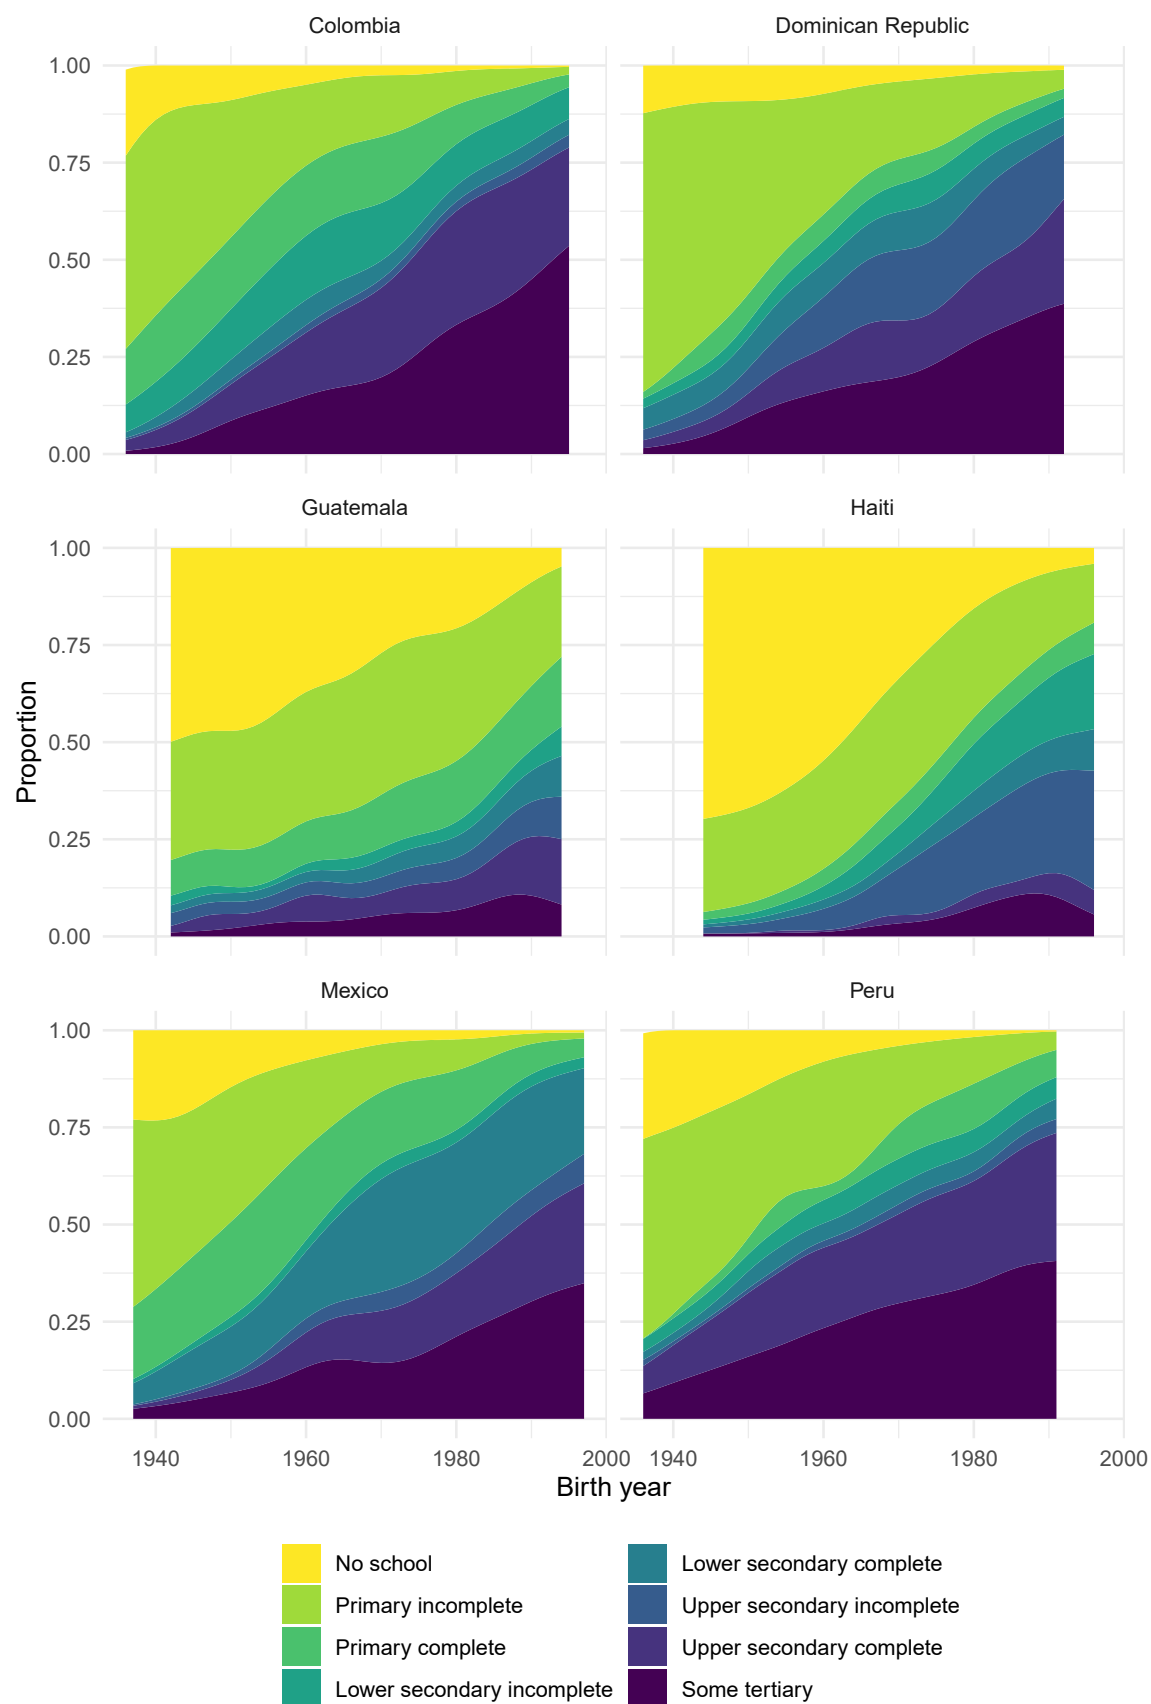 Colombia
Dominican Republic
1.00
0.75
0.50
0.25
0.00
Guatemala
Haiti
1.00
0.75
0.50
0.25
0.00
Proportion
Mexico
Peru
1.00
0.75
0.50
0.25
0.00
1940 1960 1980 2000 1940 1960 1980 2000
Birth year
No school
Primary incomplete
Primary complete
Lower secondary incomplete
Lower secondary complete
Upper secondary incomplete
Upper secondary complete
Some tertiary